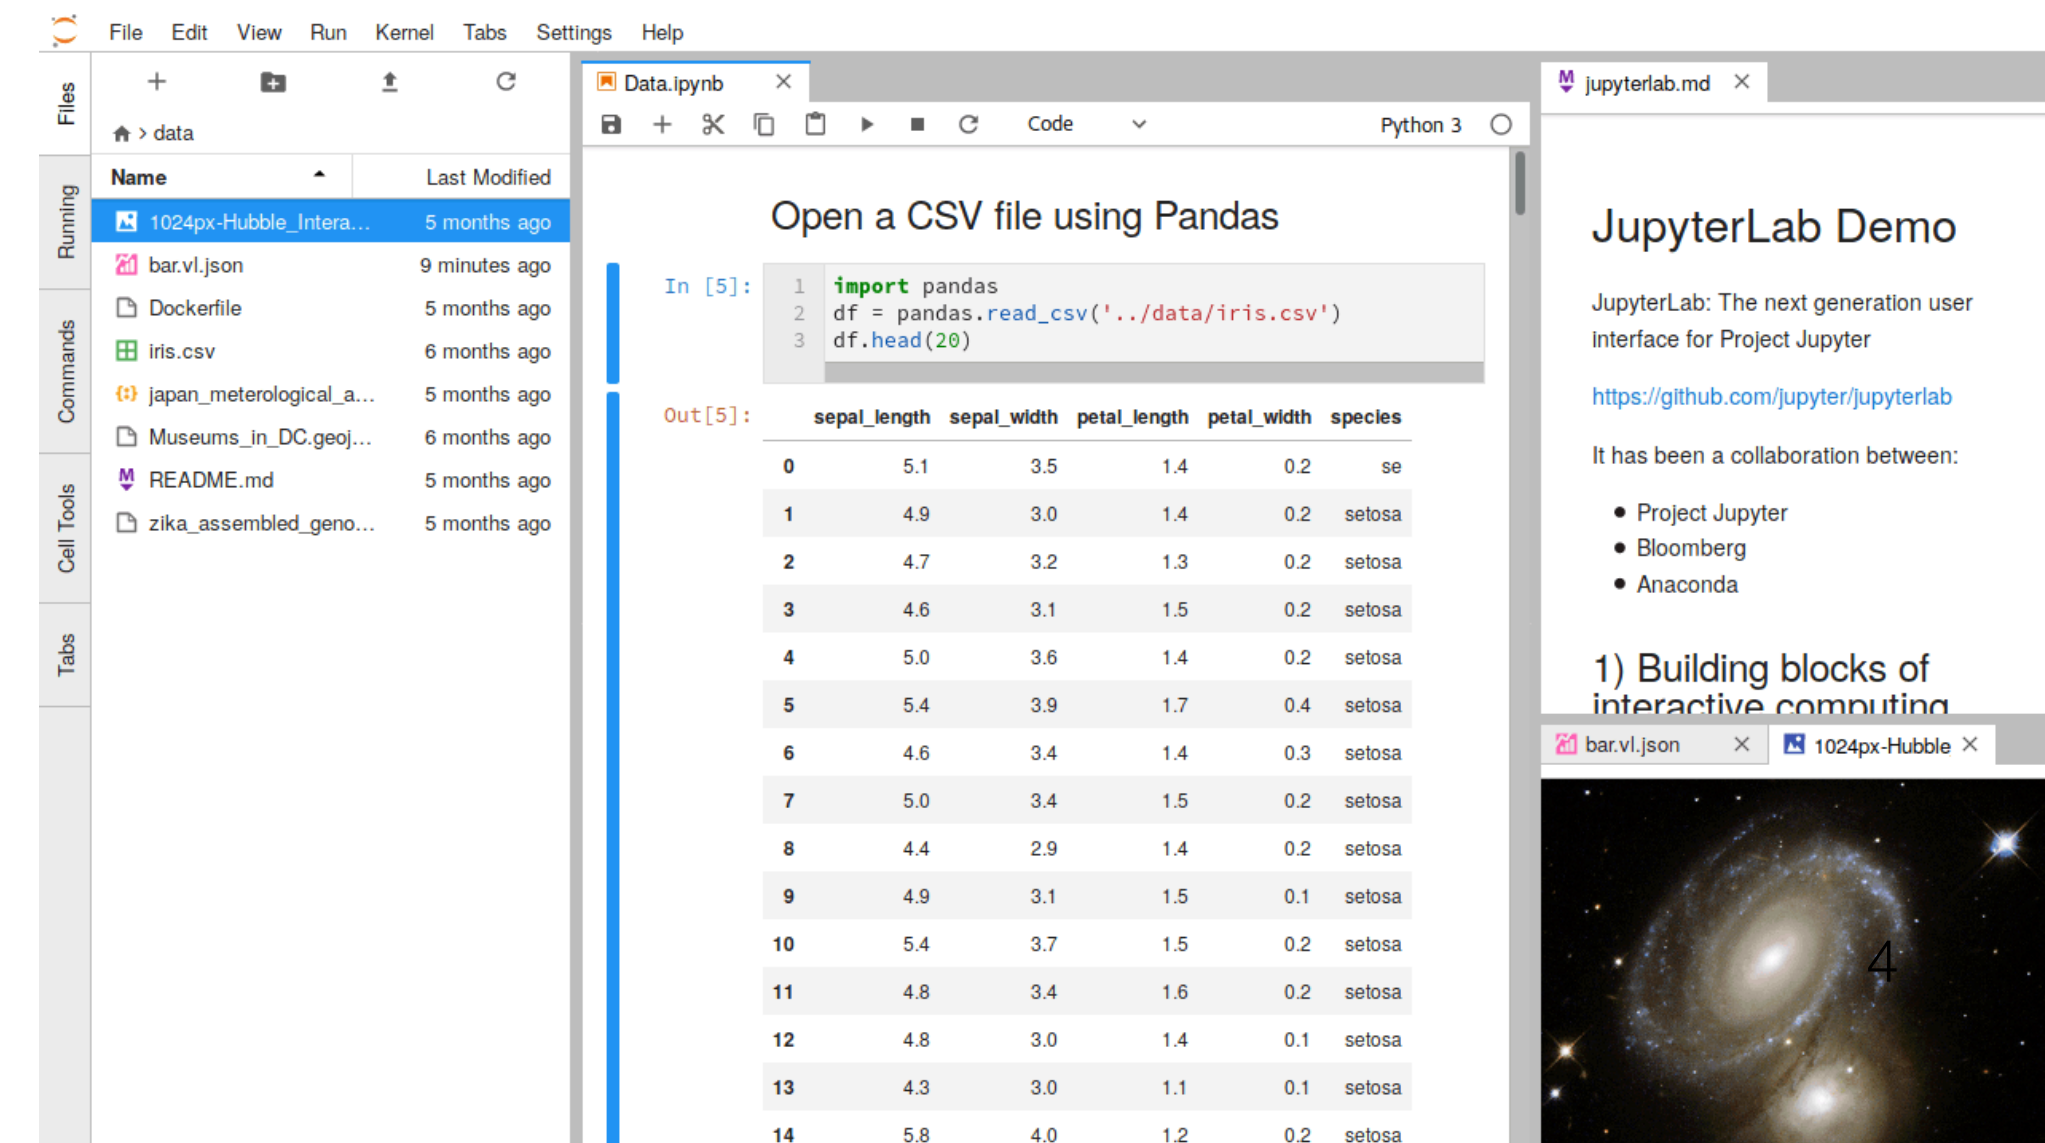 File Edit View Run Kernel Tabs Settings Help
Files
Running
Commands
Cell Tools
Tabs
> data
Name Last Modified
1024px-Hubble_Intera... 5 months ago
bar.vl.json 9 minutes ago
Dockerfile 5 months ago
iris.csv 6 months ago
japan_meterological_a... 5 months ago
Museums_in_DC.geoj... 6 months ago
README.md 5 months ago
zika_assembled_geno... 5 months ago
Data.ipynb
Code Python 3
Open a CSV file using Pandas
In [5]:
1 import pandas
2 df = pandas.read_csv('../data/iris.csv')
3 df.head(20)
Out[5]:
sepal_length sepal_width petal_length petal_width species
0 5.1 3.5 1.4 0.2 se
1 4.9 3.0 1.4 0.2 setosa
2 4.7 3.2 1.3 0.2 setosa
3 4.6 3.1 1.5 0.2 setosa
4 5.0 3.6 1.4 0.2 setosa
5 5.4 3.9 1.7 0.4 setosa
6 4.6 3.4 1.4 0.3 setosa
7 5.0 3.4 1.5 0.2 setosa
8 4.4 2.9 1.4 0.2 setosa
9 4.9 3.1 1.5 0.1 setosa
10 5.4 3.7 1.5 0.2 setosa
11 4.8 3.4 1.6 0.2 setosa
12 4.8 3.0 1.4 0.1 setosa
13 4.3 3.0 1.1 0.1 setosa
14 5.8 4.0 1.2 0.2 setosa
jupyterlab.md
JupyterLab Demo
JupyterLab: The next generation user
interface for Project Jupyter
https://github.com/jupyter/jupyterlab
It has been a collaboration between:
• Project Jupyter
• Bloomberg
• Anaconda
1) Building blocks of
interactive computing
bar.vl.json
1024px-Hubble
4